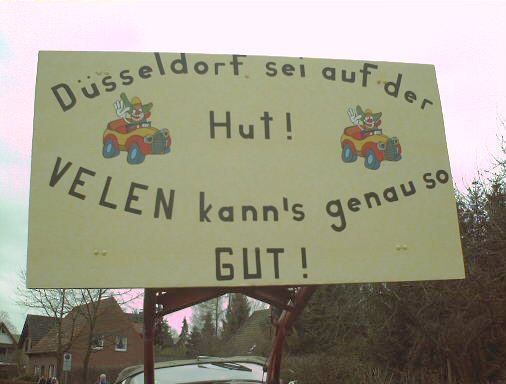 Düsseldorf sei auf der
Hut!
VELEN kann's genau so
GUT!